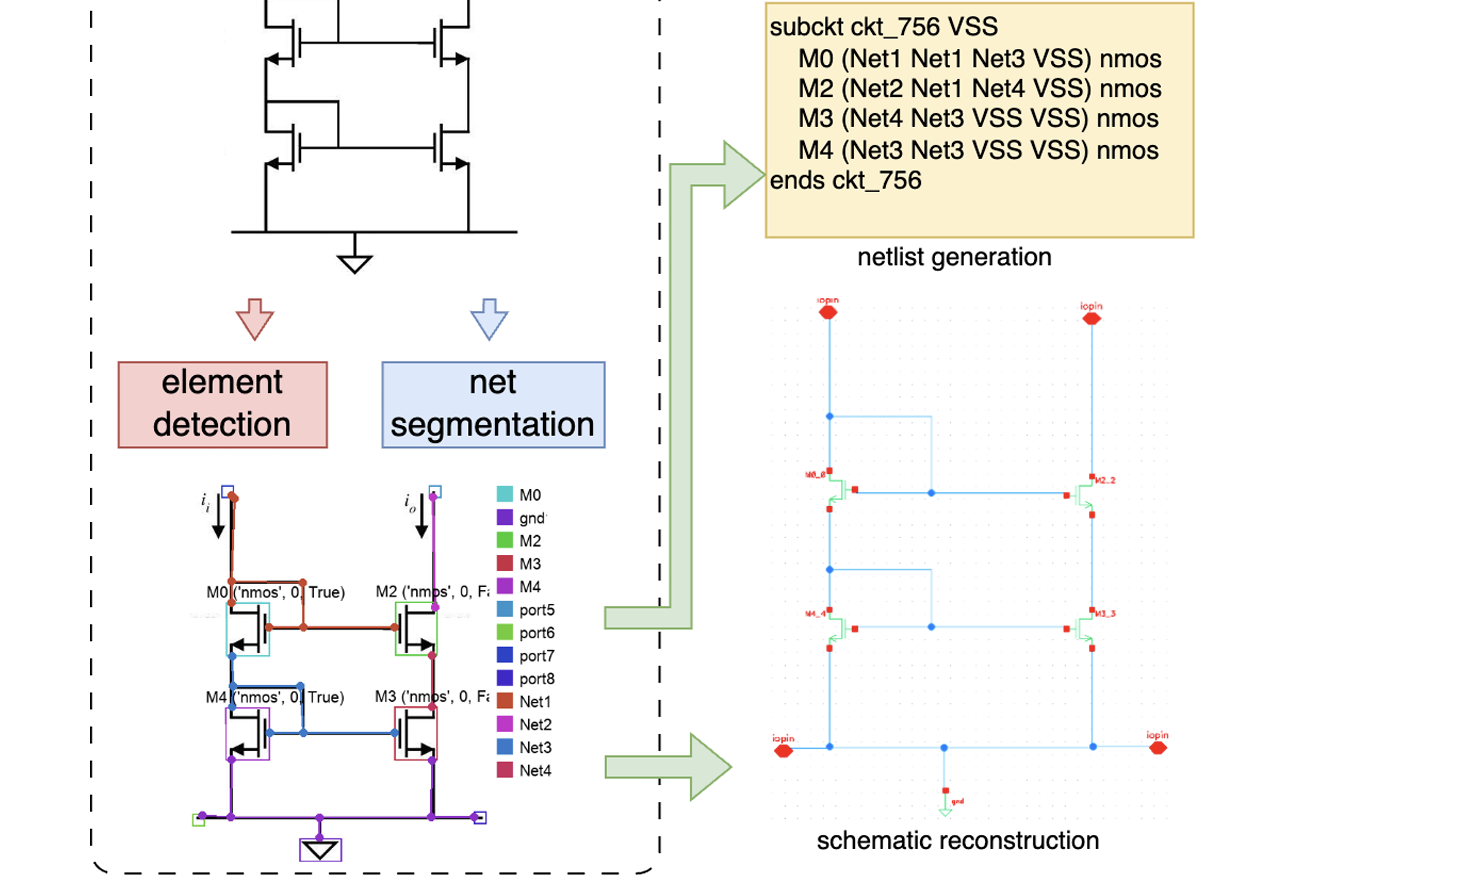 subckt ckt_756 VSS
M0 (Net1 Net1 Net3 VSS) nmos
M2 (Net2 Net1 Net4 VSS) nmos
M3 (Net4 Net3 VSS VSS) nmos
M4 (Net3 Net3 VSS VSS) nmos
ends ckt_756
netlist generation
element
detection
net
segmentation
i_i
i_o
M0 ('nmos', 0, True)
M2 ('nmos', 0, Fa
M4 ('nmos', 0, True)
M3 ('nmos', 0, Fa
M0
gnd
M2
M3
M4
port5
port6
port7
port8
Net1
Net2
Net3
Net4
iopin
iopin
M0_0
M2_2
M4_4
M3_3
iopin
iopin
gnd
schematic reconstruction